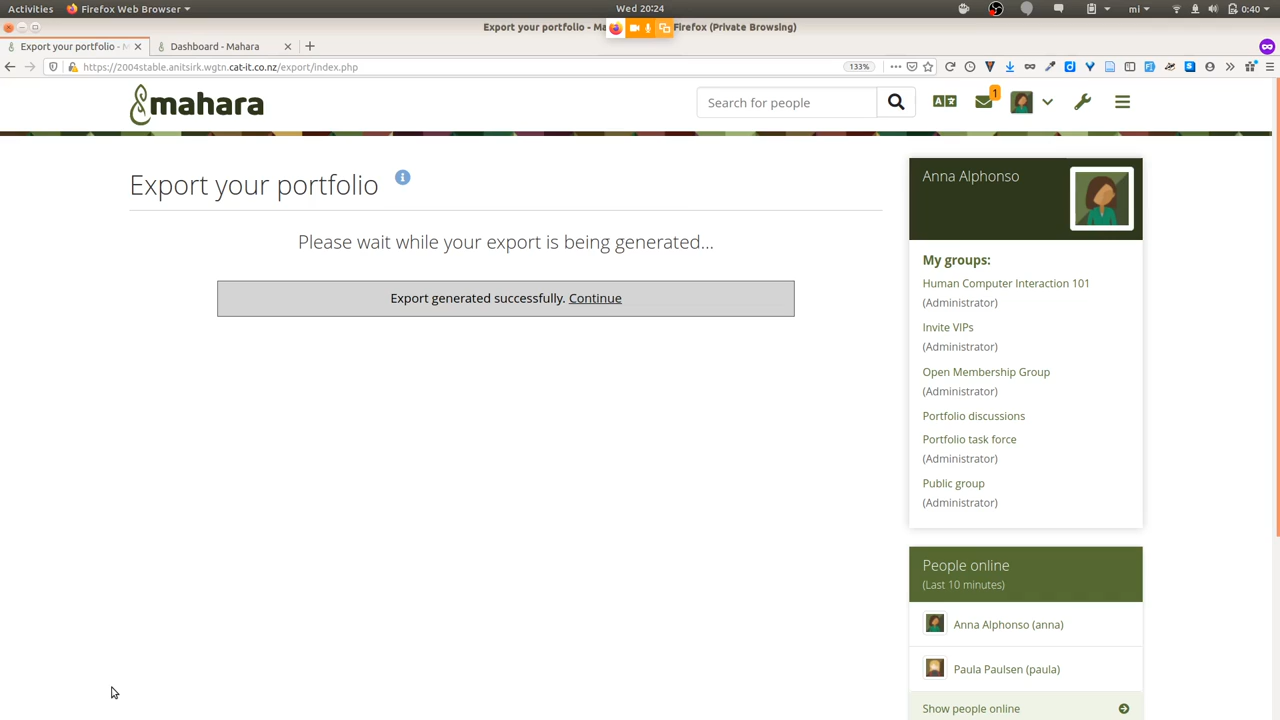 Activities
Firefox Web Browser
Wed 20:24
mi
0:40
Export your portfolio - Ma
Firefox (Private Browsing)
Export your portfolio - M
Dashboard - Mahara
https://2004stable.anitsirk.wgtn.cat-it.co.nz/export/index.php
133%
mahara
Search for people
1
Export your portfolio
Please wait while your export is being generated...
Export generated successfully. Continue
Anna Alphonso
My groups:
Human Computer Interaction 101
(Administrator)
Invite VIPs
(Administrator)
Open Membership Group
(Administrator)
Portfolio discussions
Portfolio task force
(Administrator)
Public group
(Administrator)
People online
(Last 10 minutes)
Anna Alphonso (anna)
Paula Paulsen (paula)
Show people online